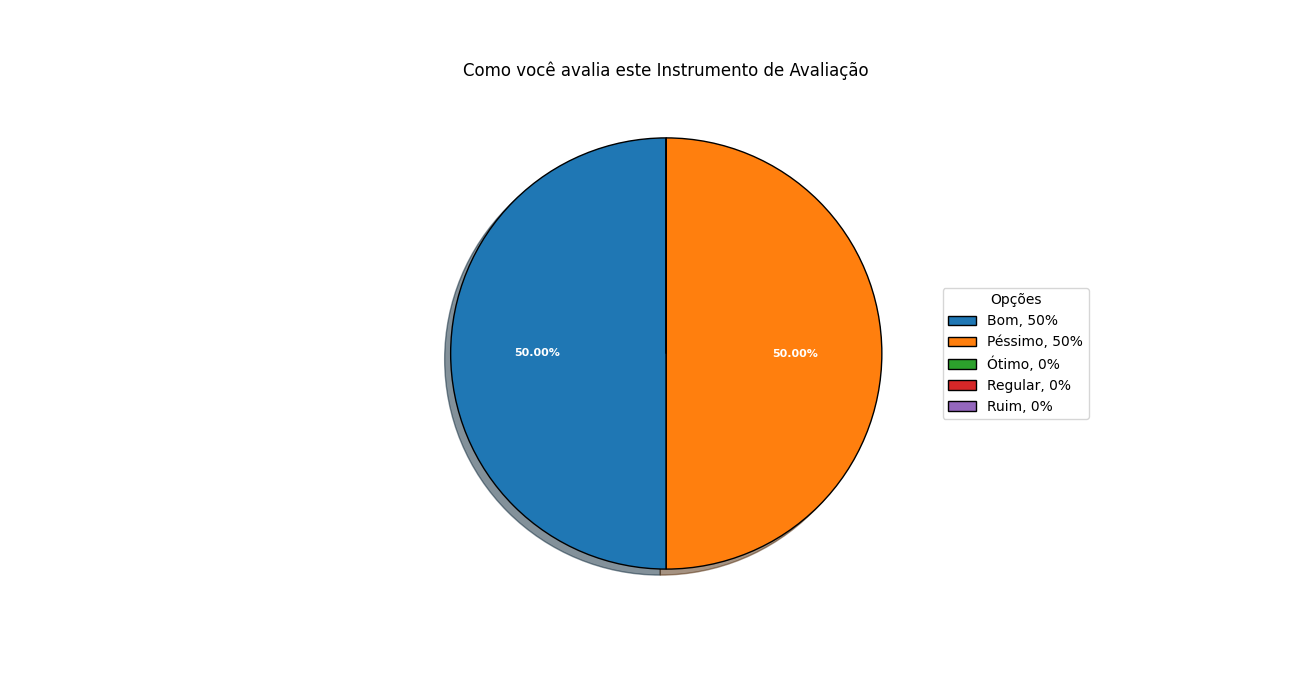 Como você avalia este Instrumento de Avaliação
50.00%
50.00%
Opções
Bom, 50%
Péssimo, 50%
Ótimo, 0%
Regular, 0%
Ruim, 0%